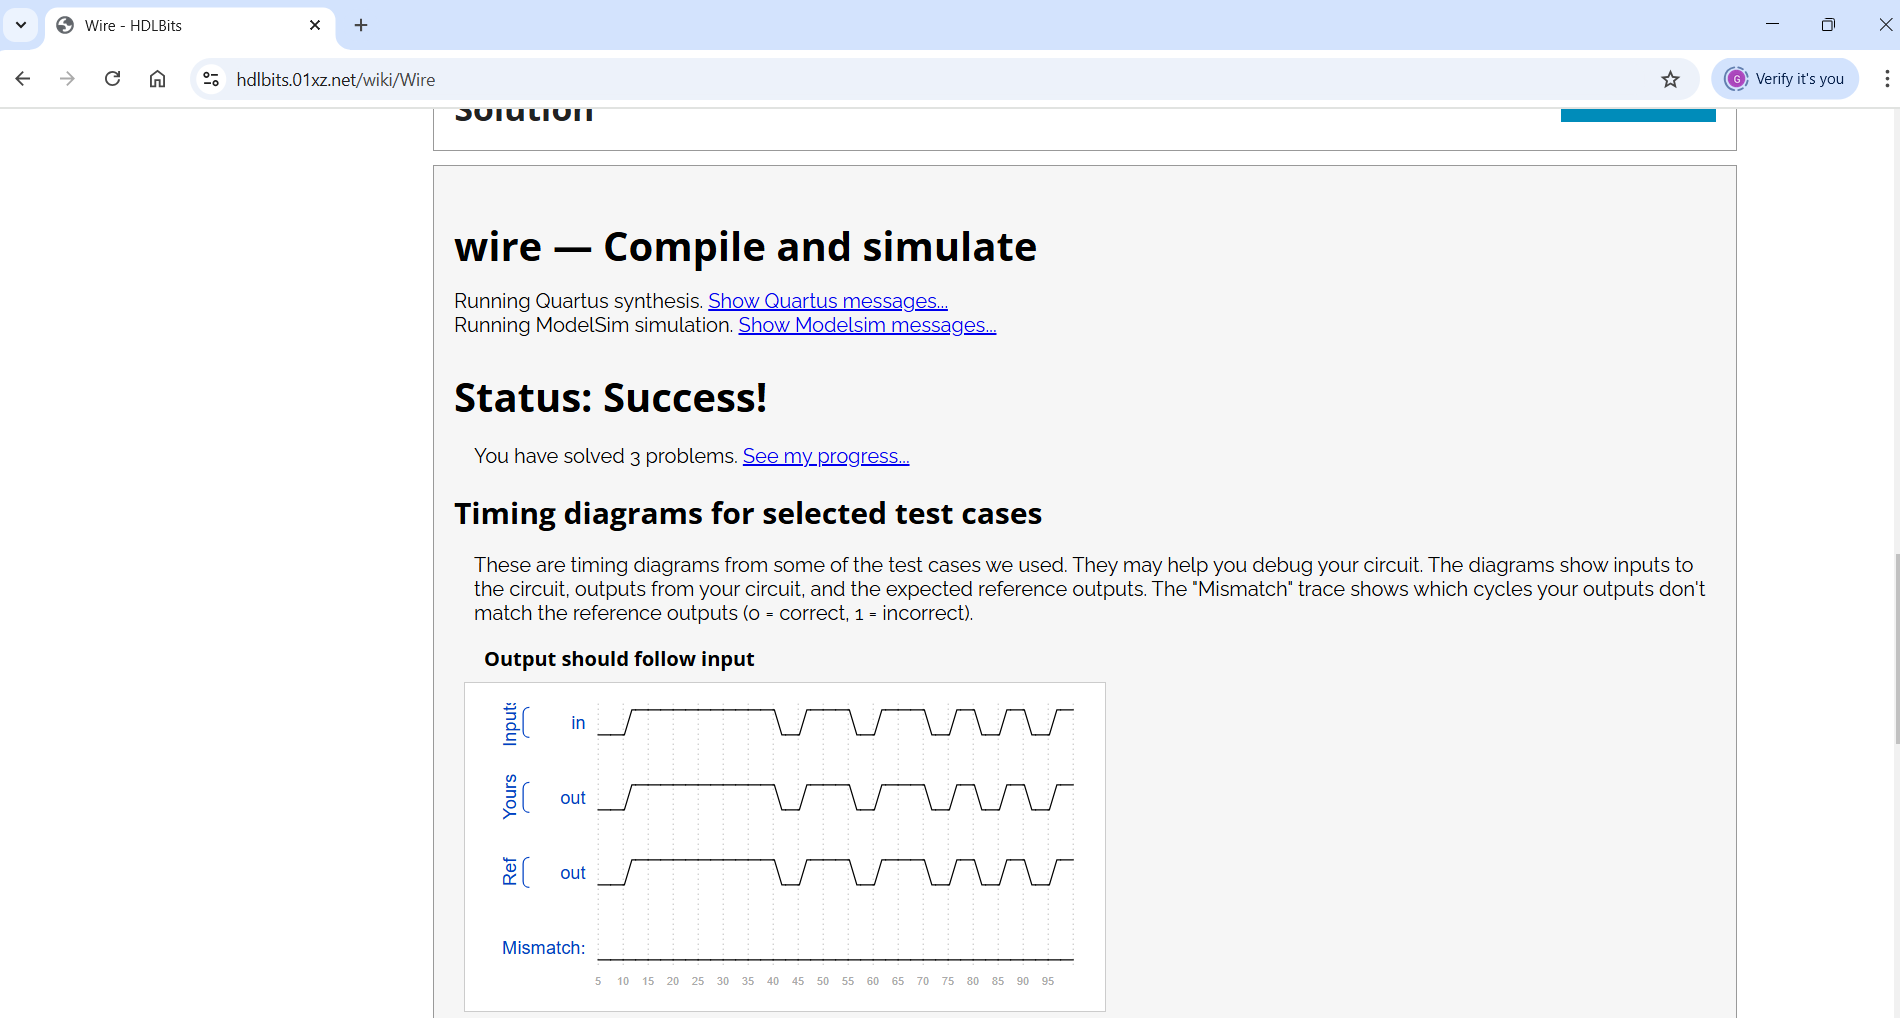 Wire - HDLBits
hdlbits.01xz.net/wiki/Wire
G
Verify it's you
Solution
wire — Compile and simulate
Running Quartus synthesis. Show Quartus messages...
Running ModelSim simulation. Show Modelsim messages...
Status: Success!
You have solved 3 problems. See my progress...
Timing diagrams for selected test cases
These are timing diagrams from some of the test cases we used. They may help you debug your circuit. The diagrams show inputs to
the circuit, outputs from your circuit, and the expected reference outputs. The "Mismatch" trace shows which cycles your outputs don't
match the reference outputs (0 = correct, 1 = incorrect).
Output should follow input
Inputs in
Yours out
Ref out
Mismatch:
5 10 15 20 25 30 35 40 45 50 55 60 65 70 75 80 85 90 95